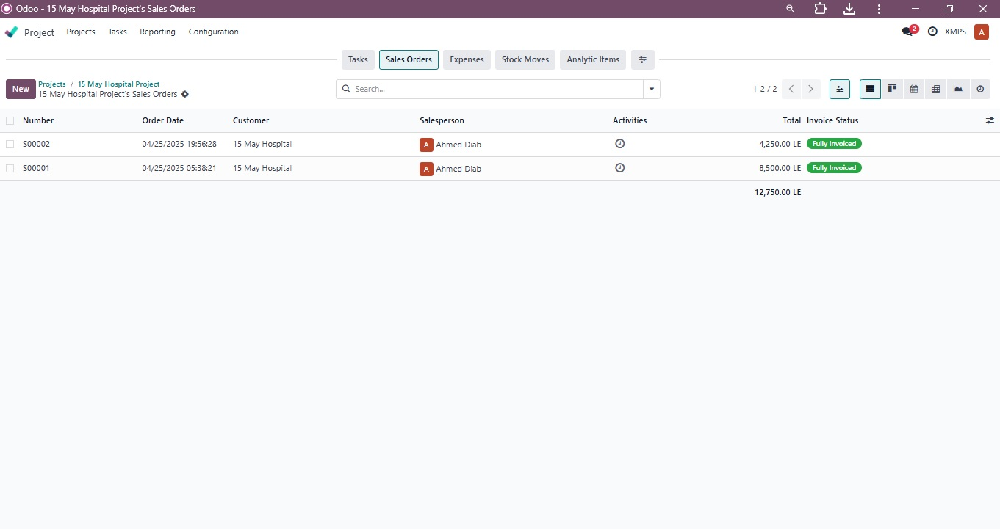 Odoo - 15 May Hospital Project's Sales Orders
Project Projects Tasks Reporting Configuration 2 XMPS A
Tasks Sales Orders Expenses Stock Moves Analytic Items
New Projects / 15 May Hospital Project
15 May Hospital Project's Sales Orders
Search...
1-2 / 2
Number Order Date Customer Salesperson Activities Total Invoice Status
S00002 04/25/2025 19:56:28 15 May Hospital A Ahmed Diab 4,250.00 LE Fully Invoiced
S00001 04/25/2025 05:38:21 15 May Hospital A Ahmed Diab 8,500.00 LE Fully Invoiced
12,750.00 LE